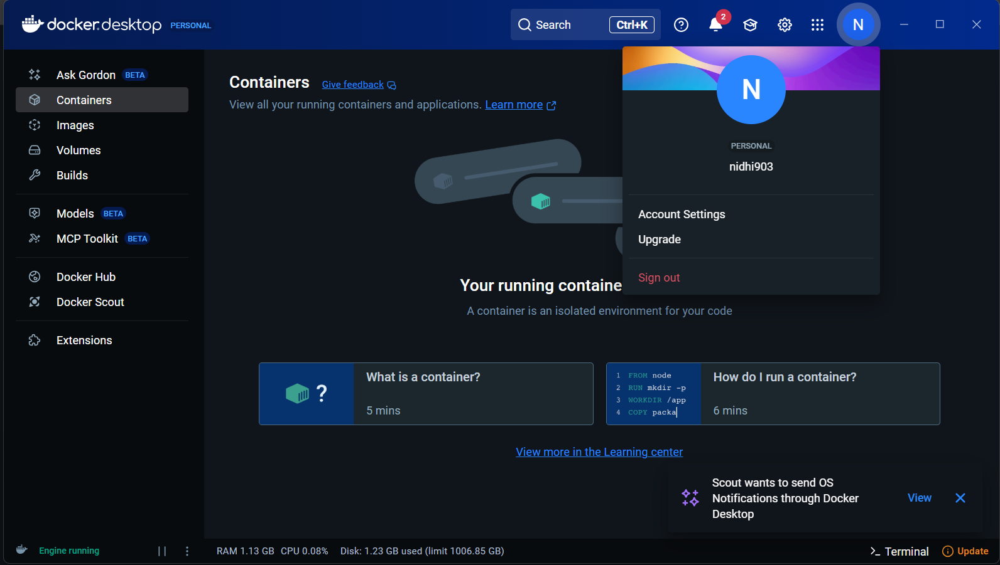 docker.desktop PERSONAL
Search Ctrl+K
2
N
Ask Gordon BETA
Containers
Images
Volumes
Builds
Models BETA
MCP Toolkit BETA
Docker Hub
Docker Scout
Extensions
Containers Give feedback
View all your running containers and applications. Learn more
N
PERSONAL
nidhi903
Account Settings
Upgrade
Sign out
Your running containe
A container is an isolated environment for your code
?
What is a container?
5 mins
1 FROM node
2 RUN mkdir -p
3 WORKDIR /app
4 COPY packa
How do I run a container?
6 mins
View more in the Learning center
Scout wants to send OS
Notifications through Docker
Desktop
View
Engine running
RAM 1.13 GB CPU 0.08% Disk: 1.23 GB used (limit 1006.85 GB)
Terminal
Update